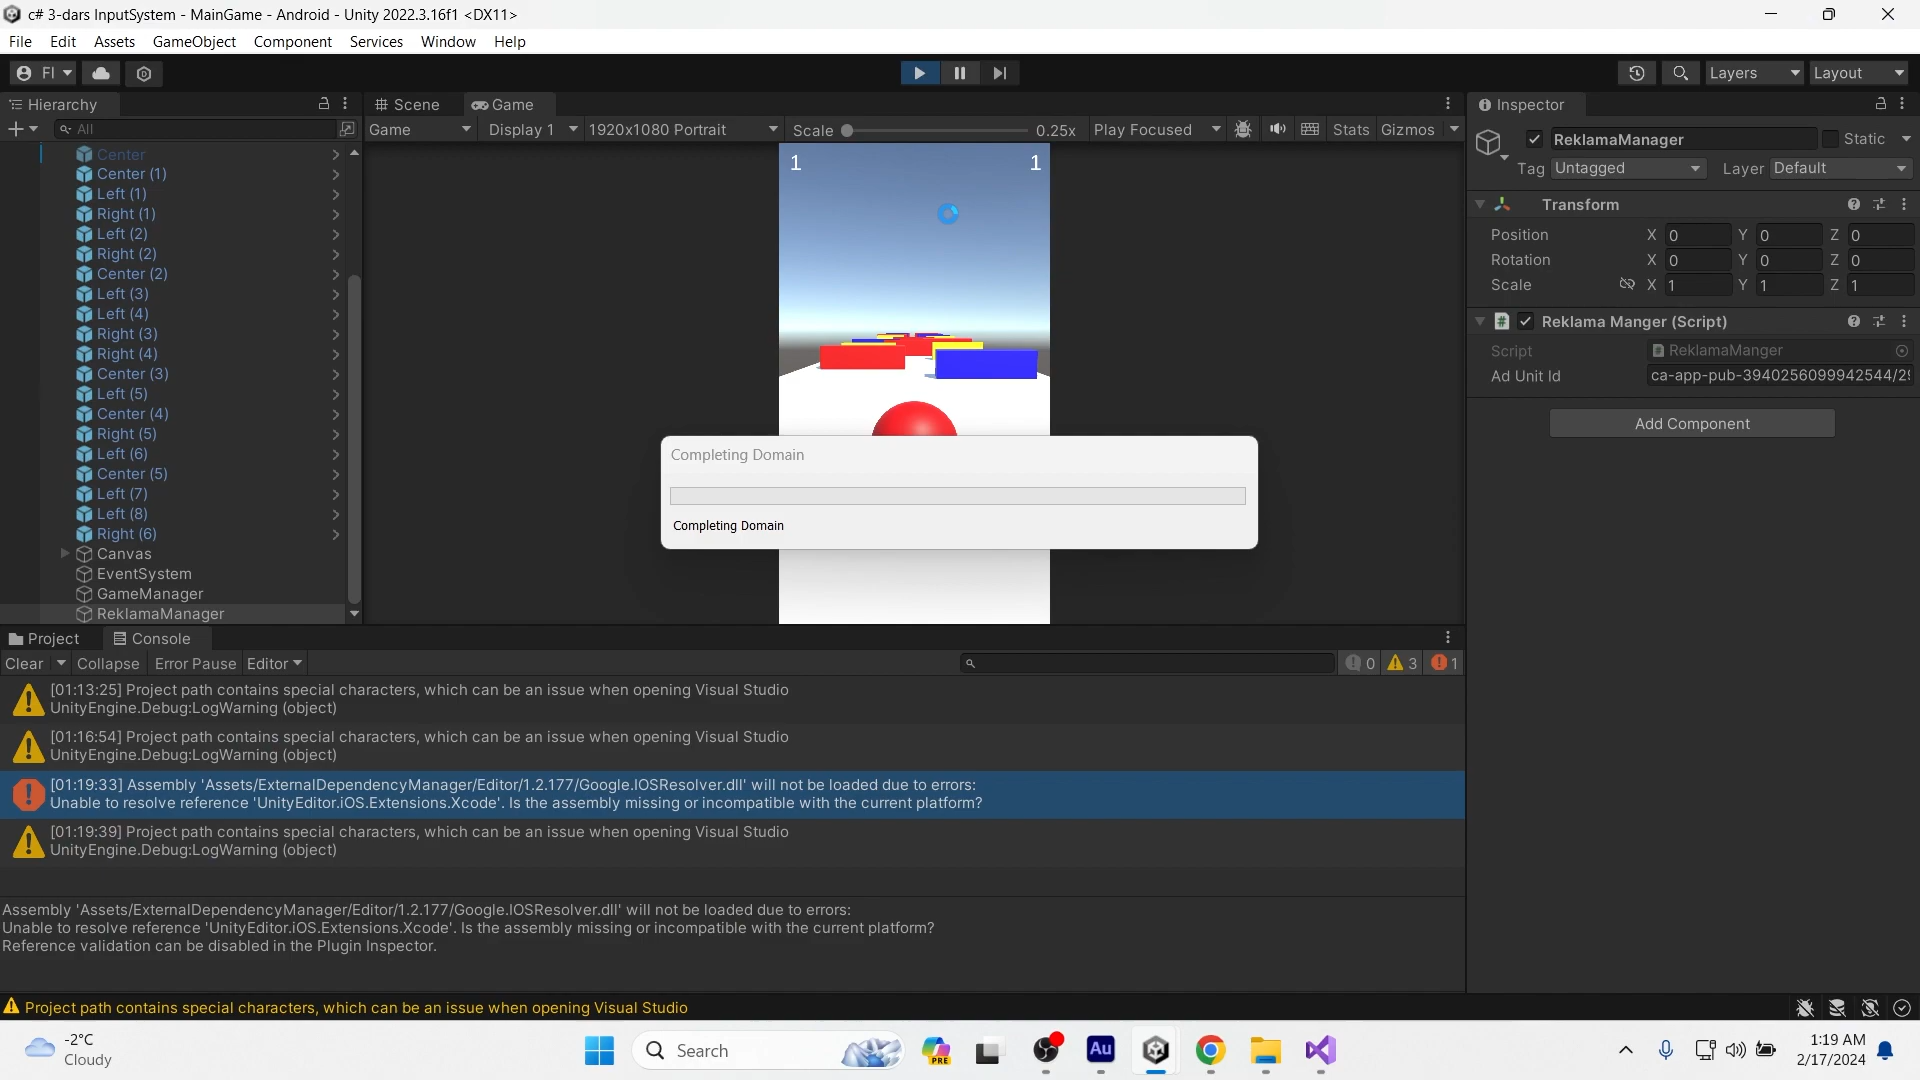 c# 3-dars InputSystem - MainGame - Android - Unity 2022.3.16f1 <DX11>
File Edit Assets GameObject Component Services Window Help
FI Layers Layout
Hierarchy Scene Game Inspector
All Game Display 1 1920x1080 Portrait Scale 0.25x Play Focused Stats Gizmos
ReklamaManager Static
Tag Untagged Layer Default
Center
Center (1)
Left (1)
Right (1)
Left (2)
Right (2)
Center (2)
Left (3)
Left (4)
Right (3)
Right (4)
Center (3)
Left (5)
Center (4)
Right (5)
Left (6)
Center (5)
Left (7)
Left (8)
Right (6)
Canvas
EventSystem
GameManager
ReklamaManager
1 1
Completing Domain
Completing Domain
Transform
Position X 0 Y 0 Z 0
Rotation X 0 Y 0 Z 0
Scale X 1 Y 1 Z 1
Reklama Manger (Script)
Script ReklamaManger
Ad Unit Id ca-app-pub-3940256099942544/29
Add Component
Project Console
Clear Collapse Error Pause Editor 0 3 1
[01:13:25] Project path contains special characters, which can be an issue when opening Visual Studio
UnityEngine.Debug:LogWarning (object)
[01:16:54] Project path contains special characters, which can be an issue when opening Visual Studio
UnityEngine.Debug:LogWarning (object)
[01:19:33] Assembly 'Assets/ExternalDependencyManager/Editor/1.2.177/Google.IOSResolver.dll' will not be loaded due to errors:
Unable to resolve reference 'UnityEditor.iOS.Extensions.Xcode'. Is the assembly missing or incompatible with the current platform?
[01:19:39] Project path contains special characters, which can be an issue when opening Visual Studio
UnityEngine.Debug:LogWarning (object)
Assembly 'Assets/ExternalDependencyManager/Editor/1.2.177/Google.IOSResolver.dll' will not be loaded due to errors:
Unable to resolve reference 'UnityEditor.iOS.Extensions.Xcode'. Is the assembly missing or incompatible with the current platform?
Reference validation can be disabled in the Plugin Inspector.
Project path contains special characters, which can be an issue when opening Visual Studio
-2°C
Cloudy
Search
PRE
Au
1:19 AM
2/17/2024